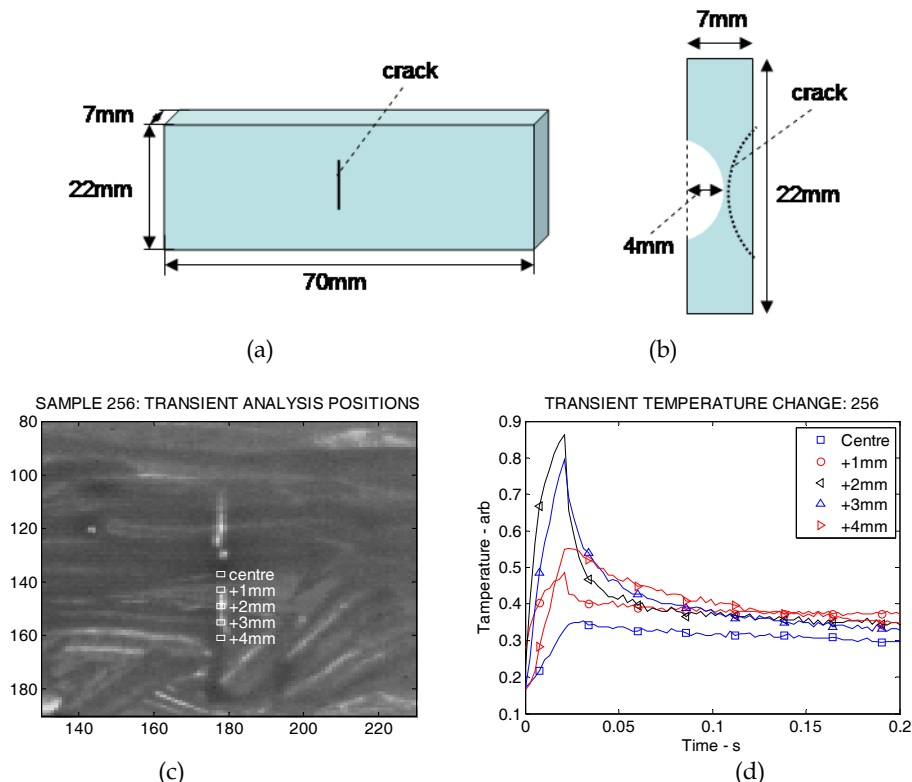 crack
7mm
22mm
70mm
(a)
7mm
crack
22mm
4mm
(b)
SAMPLE 256: TRANSIENT ANALYSIS POSITIONS
80
100
120
140
160
180
centre
+1mm
+2mm
+3mm
+4mm
140 160 180 200 220
(c)
TRANSIENT TEMPERATURE CHANGE: 256
Tamperature - arb
0.9
0.8
0.7
0.6
0.5
0.4
0.3
0.2
0.1
Centre
+1mm
+2mm
+3mm
+4mm
0 0.05 0.1 0.15 0.2
Time - s
(d)